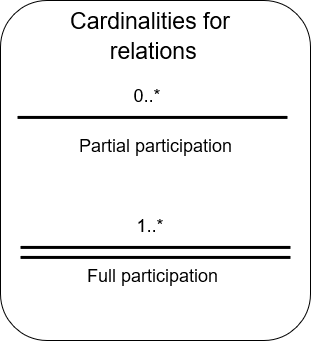 Cardinalities for
relations
0..*
Partial participation
1..*
Full participation